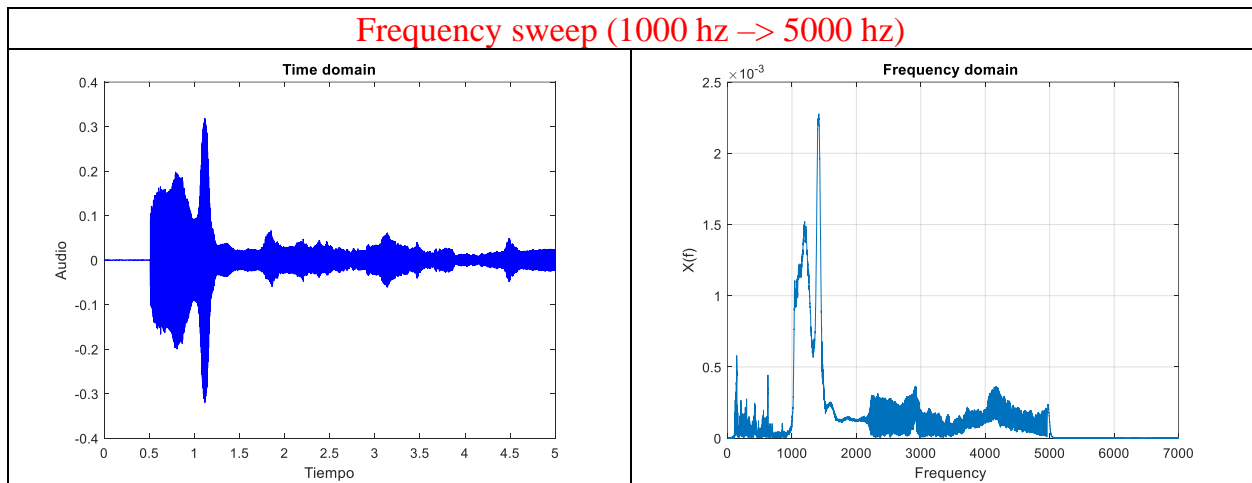 Frequency sweep (1000 hz –> 5000 hz)
Time domain
0.4
0.3
0.2
0.1
0
-0.1
-0.2
-0.3
-0.4
Audio
0 0.5 1 1.5 2 2.5 3 3.5 4 4.5 5
Tiempo
Frequency domain
×10-3
2.5
2
1.5
1
0.5
0
X(f)
0 1000 2000 3000 4000 5000 6000 7000
Frequency